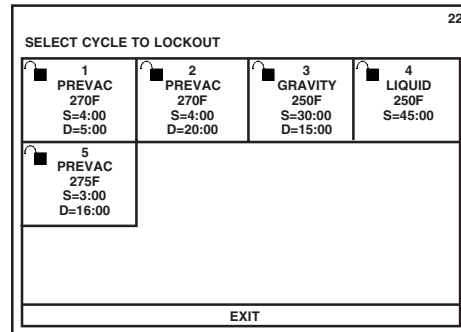 22
SELECT CYCLE TO LOCKOUT
1
PREVAC
270F
S=4:00
D=5:00
2
PREVAC
270F
S=4:00
D=20:00
3
GRAVITY
250F
S=30:00
D=15:00
4
LIQUID
250F
S=45:00
5
PREVAC
275F
S=3:00
D=16:00
EXIT